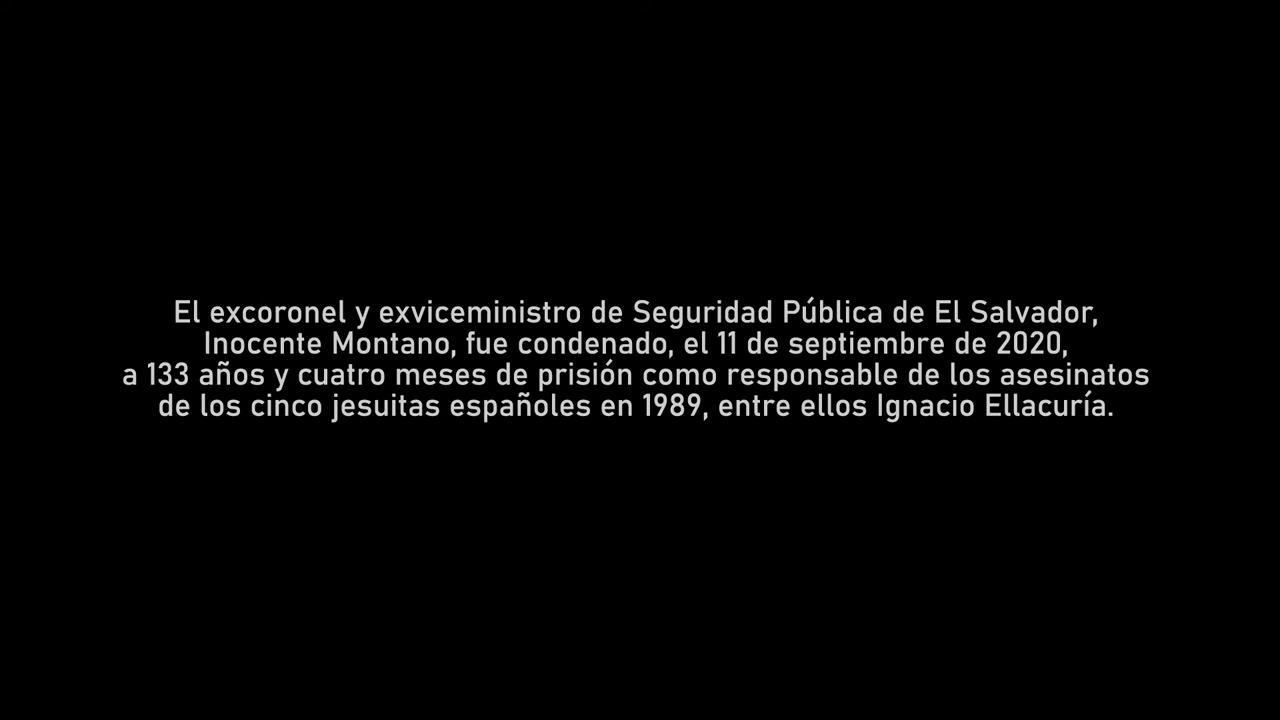 El excoronel y exviceministro de Seguridad Pública de El Salvador,
Inocente Montano, fue condenado, el 11 de septiembre de 2020,
a 133 años y cuatro meses de prisión como responsable de los asesinatos
de los cinco jesuitas españoles en 1989, entre ellos Ignacio Ellacuría.